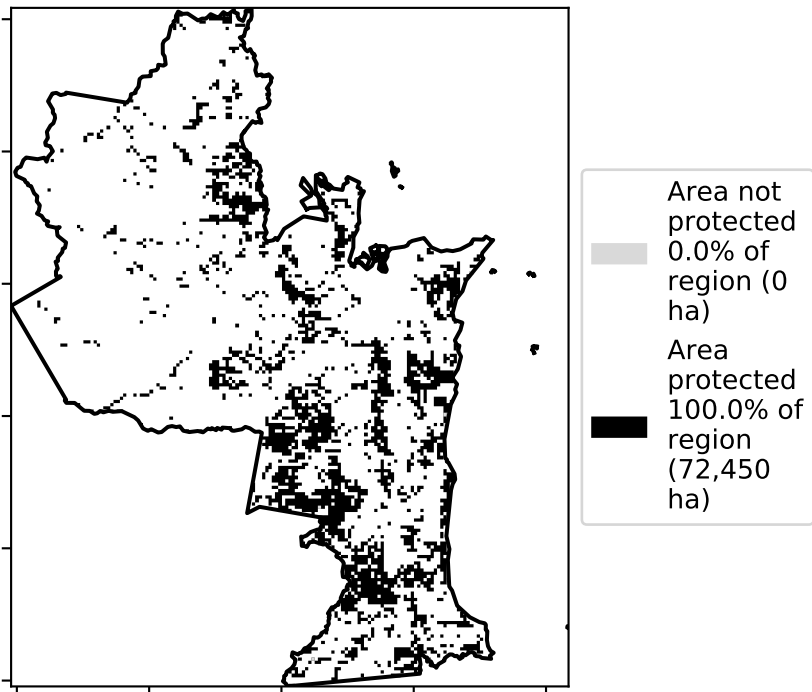 Area not
protected
0.0% of
region (0
ha)
Area
protected
100.0% of
region
(72,450
ha)